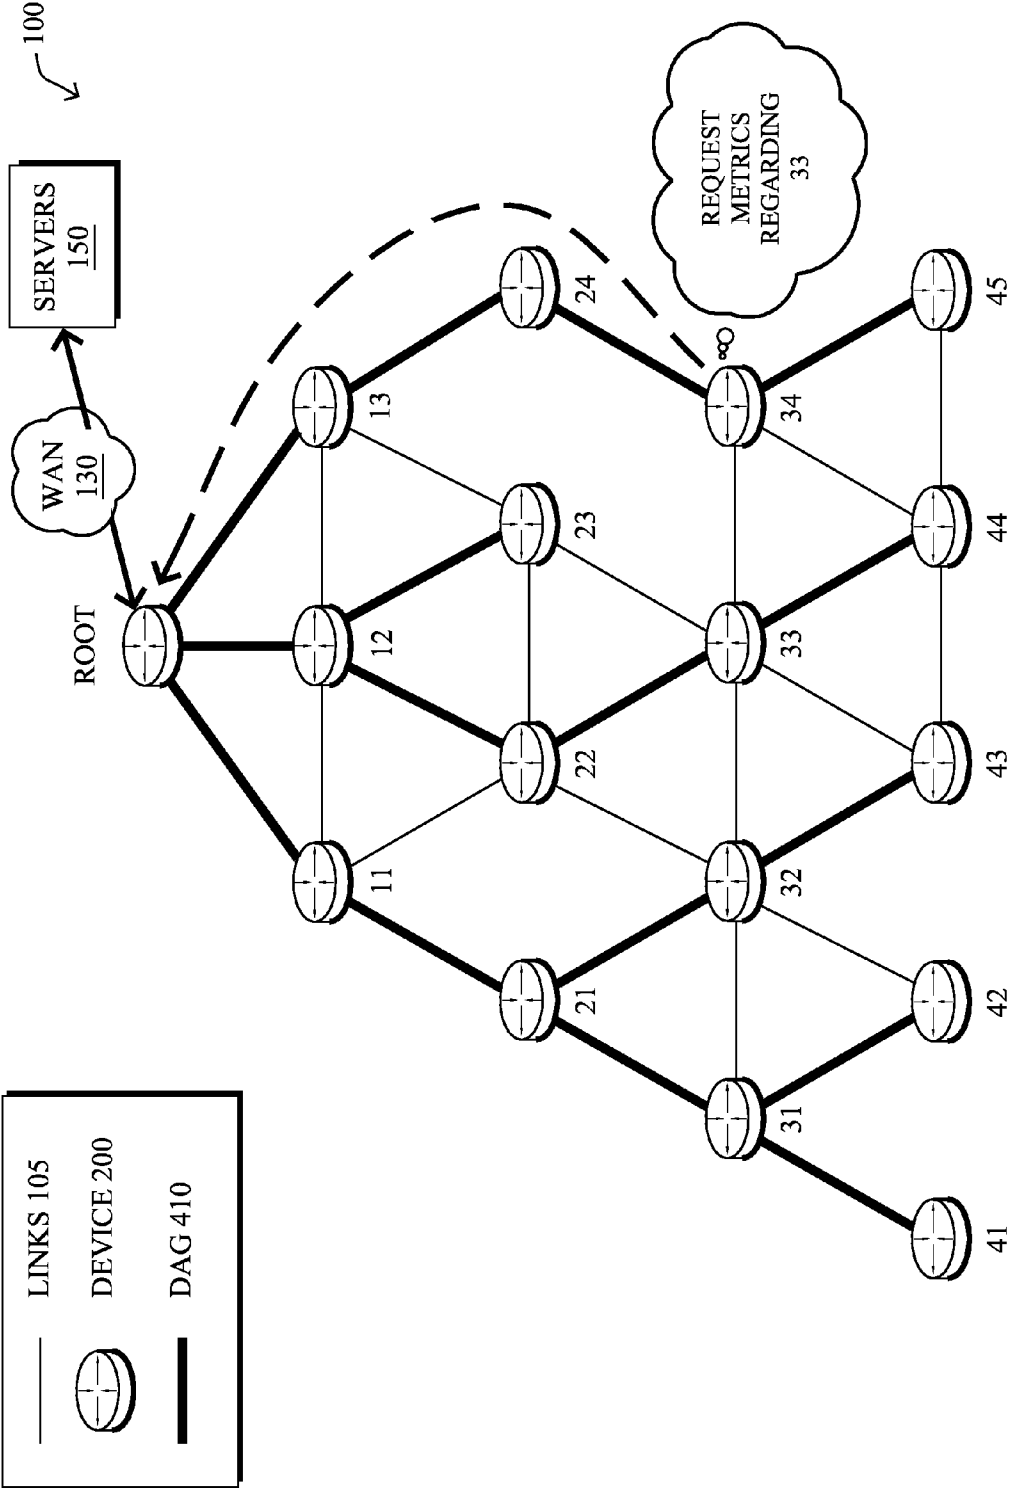 100
SERVERS
150
WAN
130
ROOT
11
12
13
21
22
23
24
31
32
33
34
REQUEST
METRICS
REGARDING
33
41
42
43
44
45
LINKS 105
DEVICE 200
DAG 410